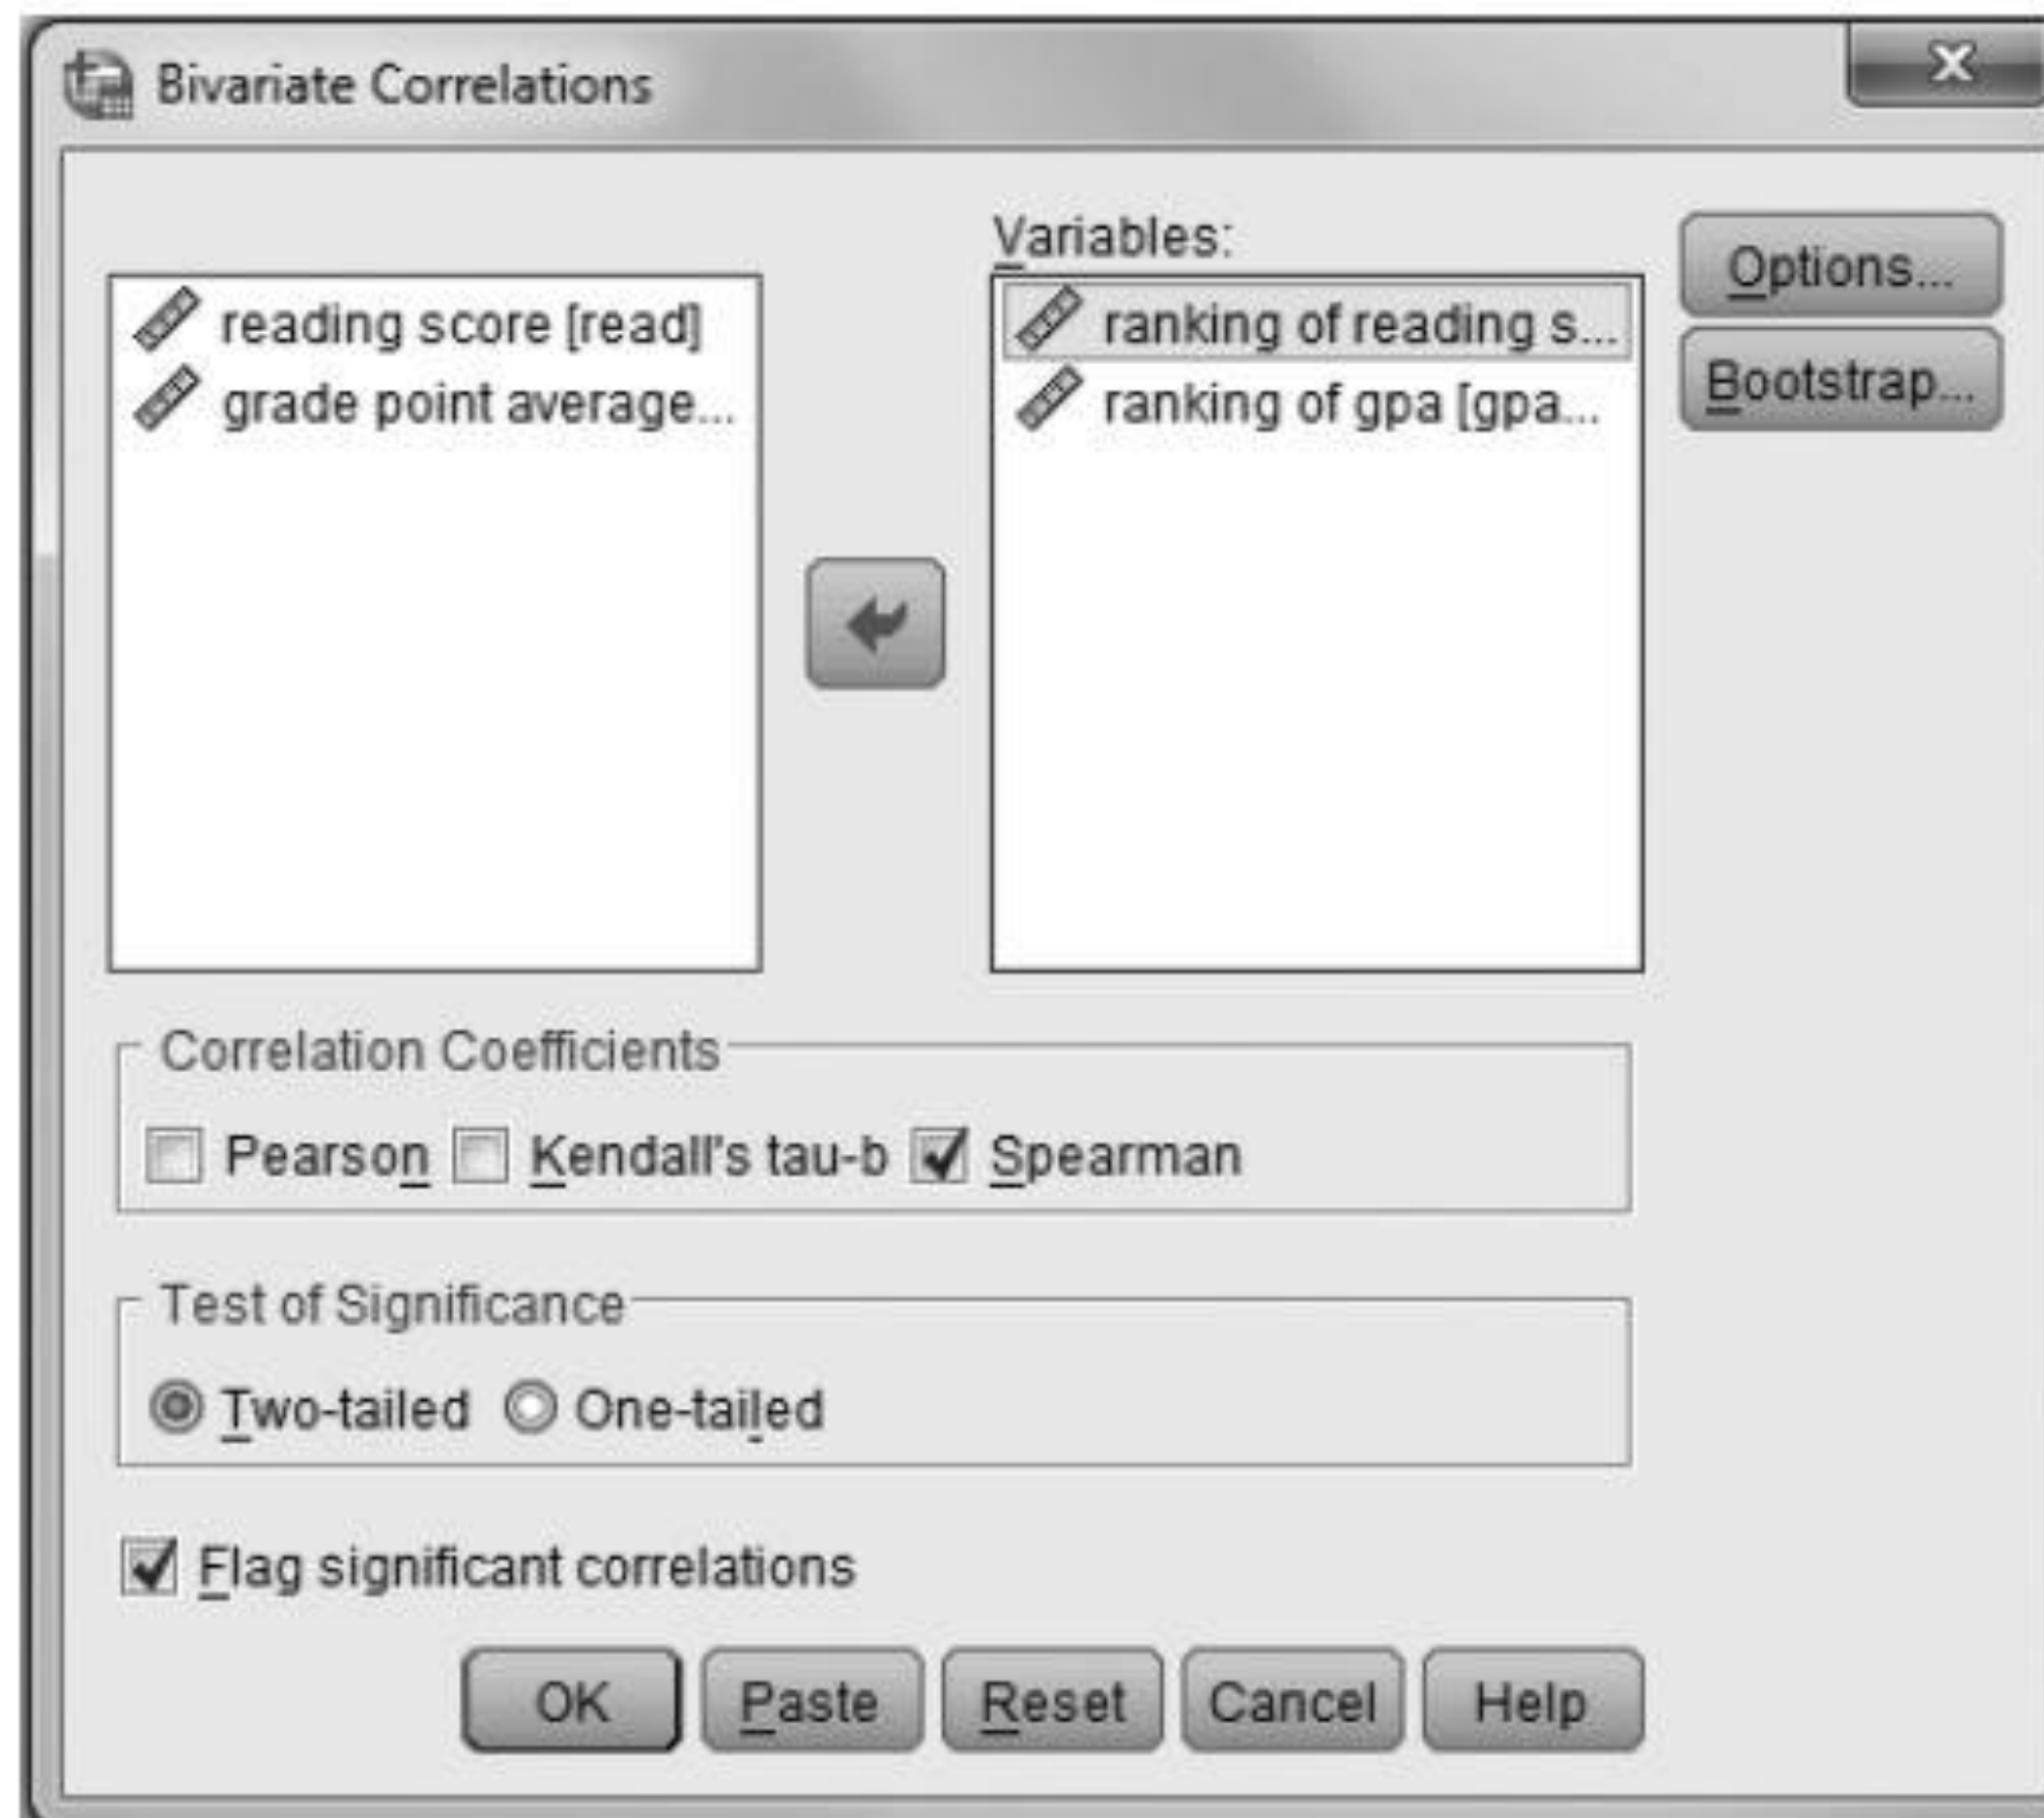 Bivariate Correlations
Variables:
reading score [read]
grade point average...
ranking of reading s...
ranking of gpa [gpa...
Options...
Bootstrap...
Correlation Coefficients
Pearson Kendall's tau-b Spearman
Test of Significance
Two-tailed One-tailed
Flag significant correlations
OK Paste Reset Cancel Help